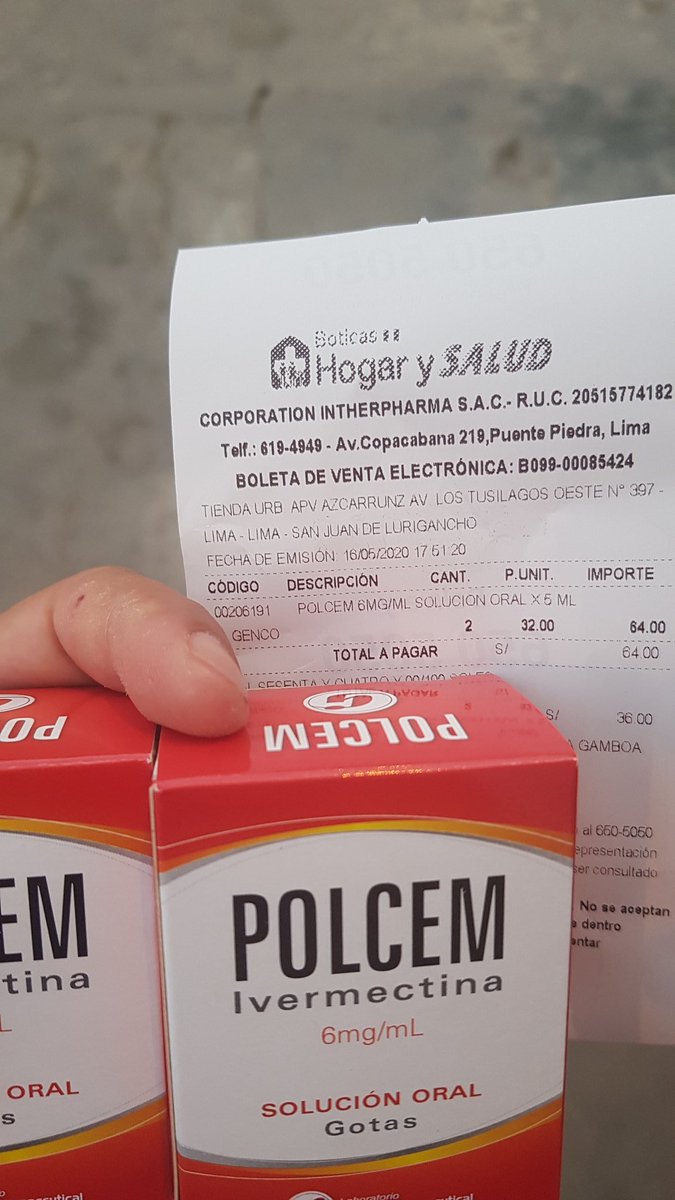 Boticas
Hogar y SALUD
CORPORATION INTHERPHARMA S.A.C.- R.U.C. 20515774182
Telf.: 619-4949 - Av.Copacabana 219,Puente Piedra, Lima
BOLETA DE VENTA ELECTRÓNICA: B099-00085424
TIENDA URB. APV AZCARRUNZ AV. LOS TUSILAGOS OESTE N° 397 -
LIMA - LIMA - SAN JUAN DE LURIGANCHO
FECHA DE EMISIÓN: 16/05/2020 17:51:20
CÓDIGO DESCRIPCIÓN CANT. P.UNIT. IMPORTE
00206191 POLCEM 6MG/ML SOLUCION ORAL X 5 ML
GENCO 2 32.00 64.00
TOTAL A PAGAR S/ 64.00
SESENTA Y CUATRO Y 00/100
S/ 36.00
GAMBOA
al 650-5050
epresentación
ser consultado
No se aceptan
dentro
entar
POLCEM
PO
POLCEM
Ivermectina
6mg/mL
SOLUCIÓN ORAL
Gotas
Laboratorio
EM
tina
L
ORAL
s